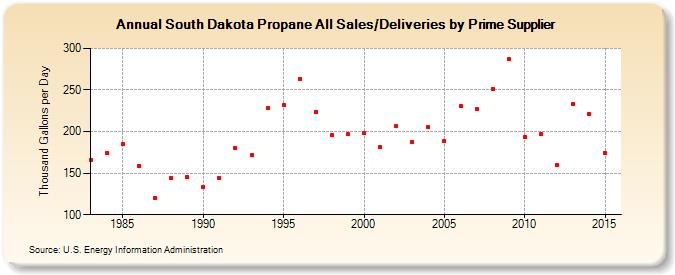 Annual South Dakota Propane All Sales/Deliveries by Prime Supplier
Thousand Gallons per Day
300
250
200
150
100
1985 1990 1995 2000 2005 2010 2015
Source: U.S. Energy Information Administration